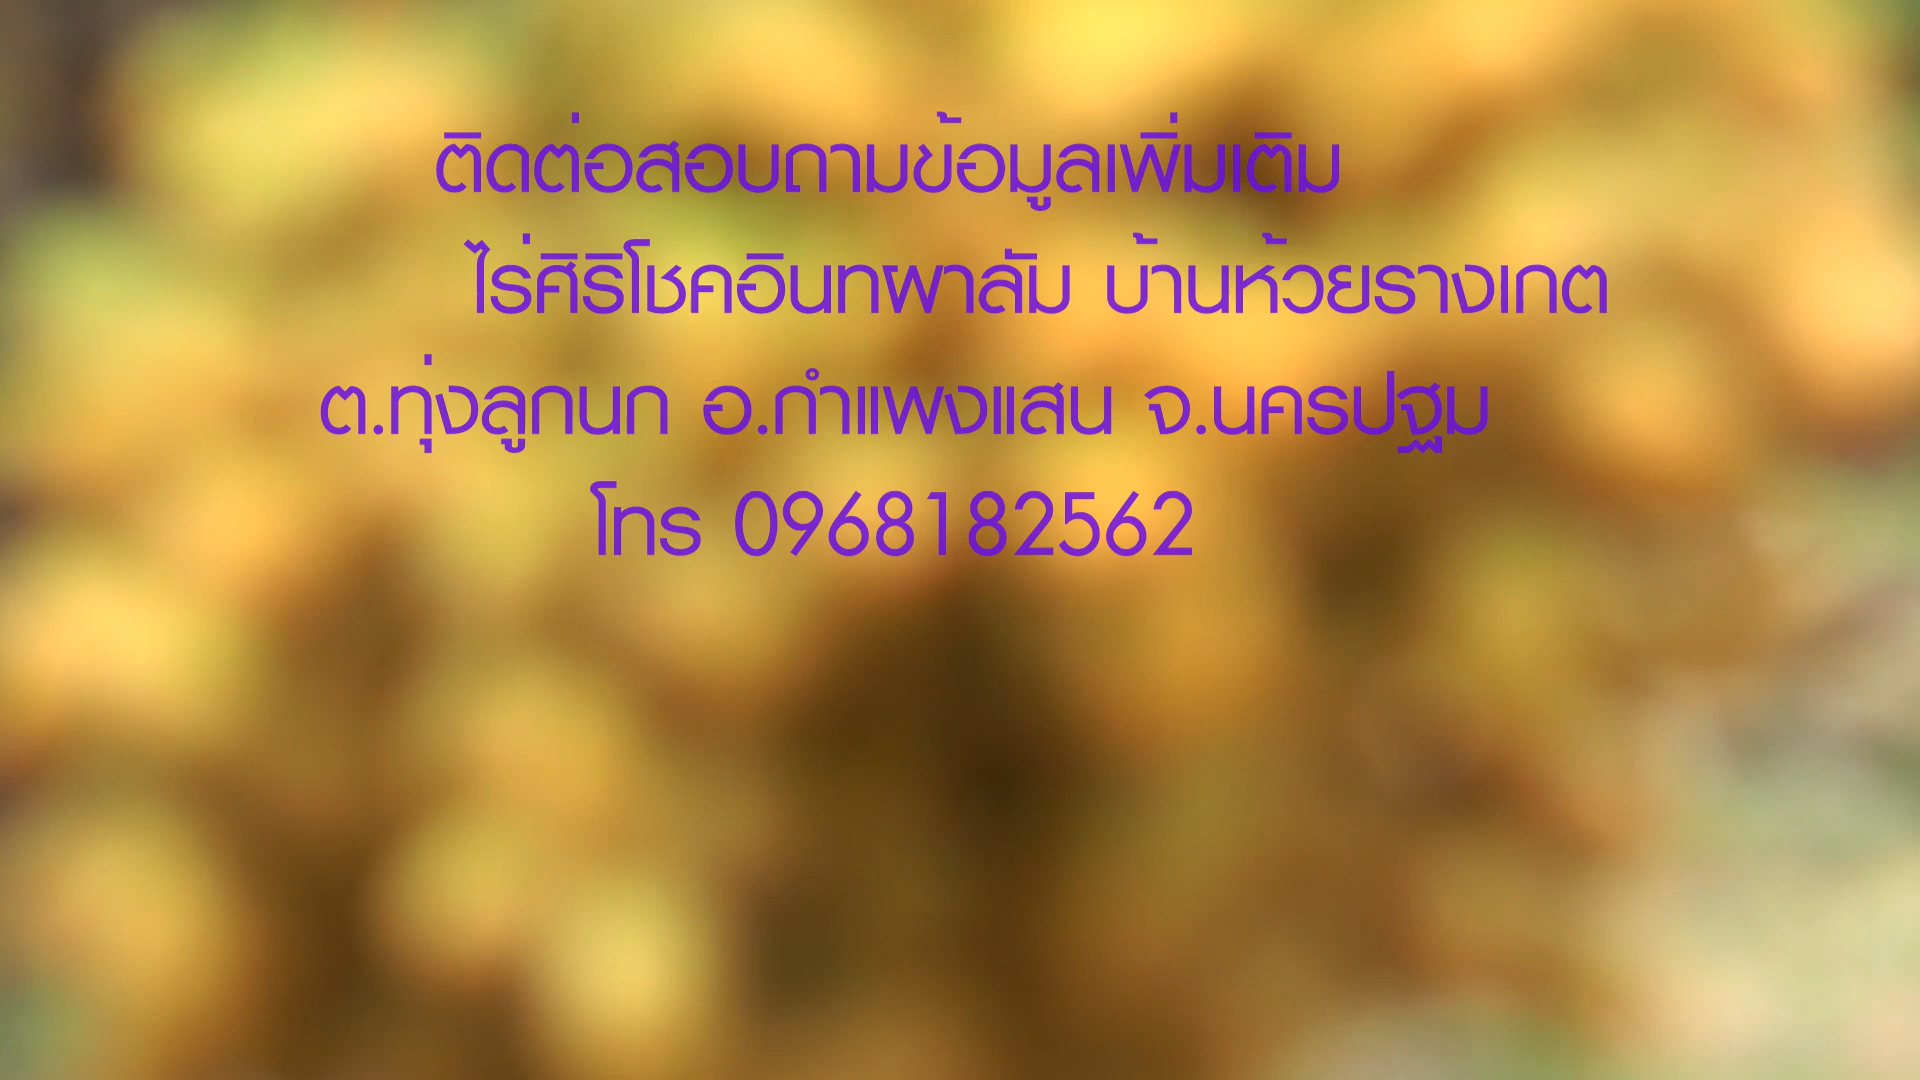 ติดต่อสอบถามข้อมูลเพิ่มเติม
ไร่ศิริโชคอินทผาลัม บ้านห้วยรางเกต
ต.ทุ่งลูกนก อ.กำแพงแสน จ.นครปฐม
โทร 0968182562